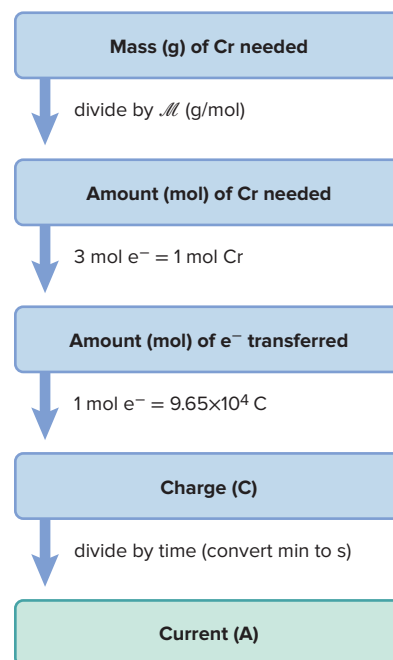 Mass (g) of Cr needed
divide by ℳ (g/mol)
Amount (mol) of Cr needed
3 mol e⁻ = 1 mol Cr
Amount (mol) of e⁻ transferred
1 mol e⁻ = 9.65×10⁴ C
Charge (C)
divide by time (convert min to s)
Current (A)